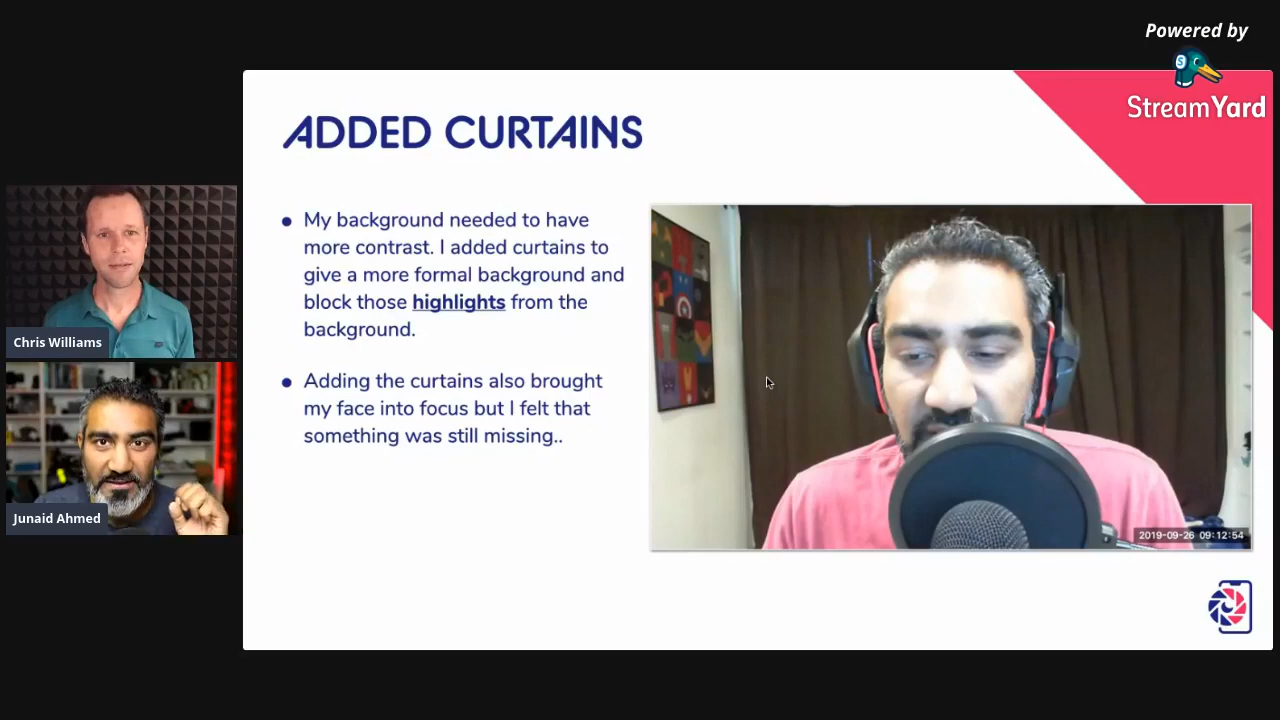 Powered by
StreamYard
ADDED CURTAINS
My background needed to have
more contrast. I added curtains to
give a more formal background and
block those highlights from the
background.
Adding the curtains also brought
my face into focus but I felt that
something was still missing..
Chris Williams
Junaid Ahmed
2019-09-26 09:12:54